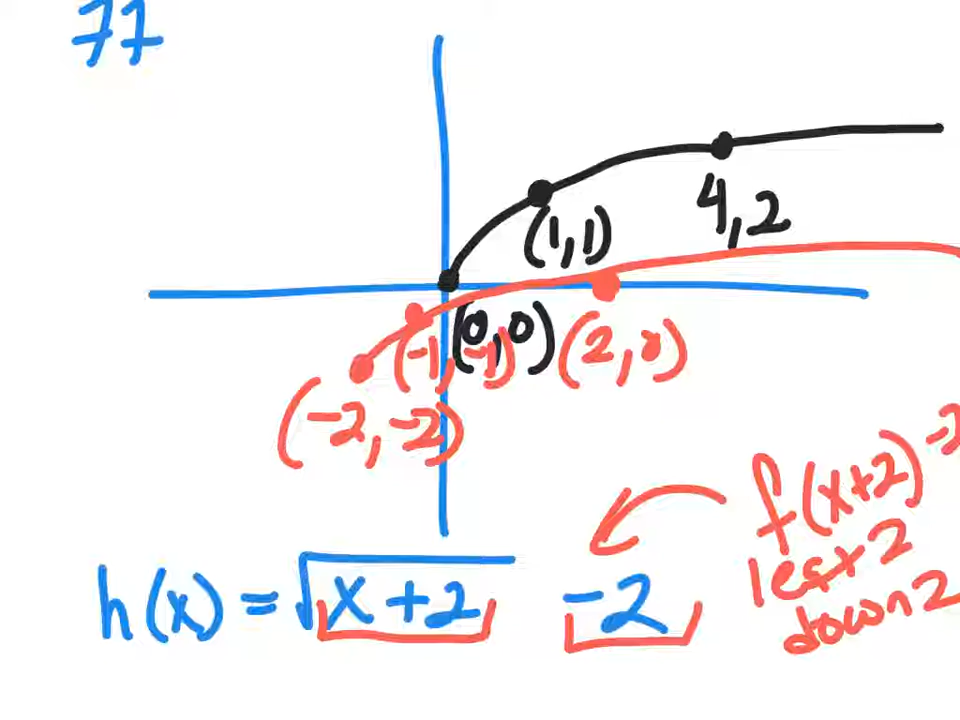 77
(1,1)
4,2
(0,0)
(-1,-1)
(2,0)
(-2,-2)
f(x+2)-2
left 2
down 2
h(x) = √x+2 -2